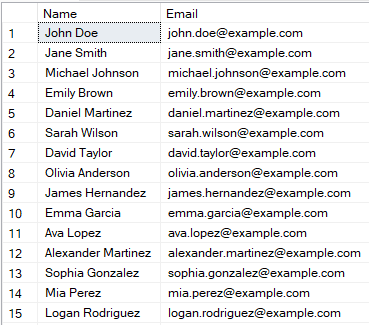 Name Email
1 John Doe john.doe@example.com
2 Jane Smith jane.smith@example.com
3 Michael Johnson michael.johnson@example.com
4 Emily Brown emily.brown@example.com
5 Daniel Martinez daniel.martinez@example.com
6 Sarah Wilson sarah.wilson@example.com
7 David Taylor david.taylor@example.com
8 Olivia Anderson olivia.anderson@example.com
9 James Hernandez james.hernandez@example.com
10 Emma Garcia emma.garcia@example.com
11 Ava Lopez ava.lopez@example.com
12 Alexander Martinez alexander.martinez@example.com
13 Sophia Gonzalez sophia.gonzalez@example.com
14 Mia Perez mia.perez@example.com
15 Logan Rodriguez logan.rodriguez@example.com